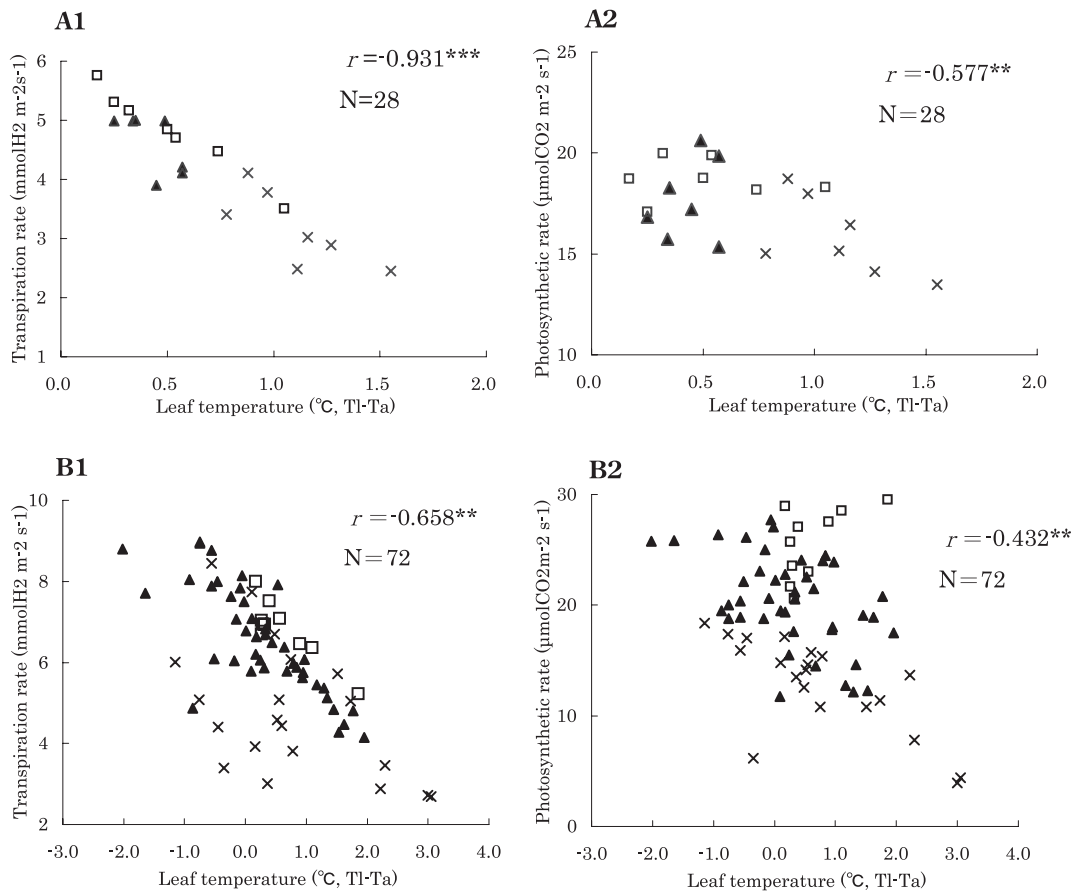 A1
r =-0.931***
N=28
Transpiration rate (mmolH2 m-2s-1)
6
5
4
3
2
1
0.0 0.5 1.0 1.5 2.0
Leaf temperature (℃, Tl-Ta)
A2
r =-0.577**
N=28
Photosynthetic rate (μmolCO2 m-2 s-1)
25
20
15
10
0.0 0.5 1.0 1.5 2.0
Leaf temperature (℃, Tl-Ta)
B1
r =-0.658**
N=72
Transpiration rate (mmolH2 m-2 s-1)
10
8
6
4
2
-3.0 -2.0 -1.0 0.0 1.0 2.0 3.0 4.0
Leaf temperature (℃, Tl-Ta)
B2
r =-0.432**
N=72
Photosynthetic rate (μmolCO2m-2 s-1)
30
20
10
0
-3.0 -2.0 -1.0 0.0 1.0 2.0 3.0 4.0
Leaf temperature (℃, Tl-Ta)